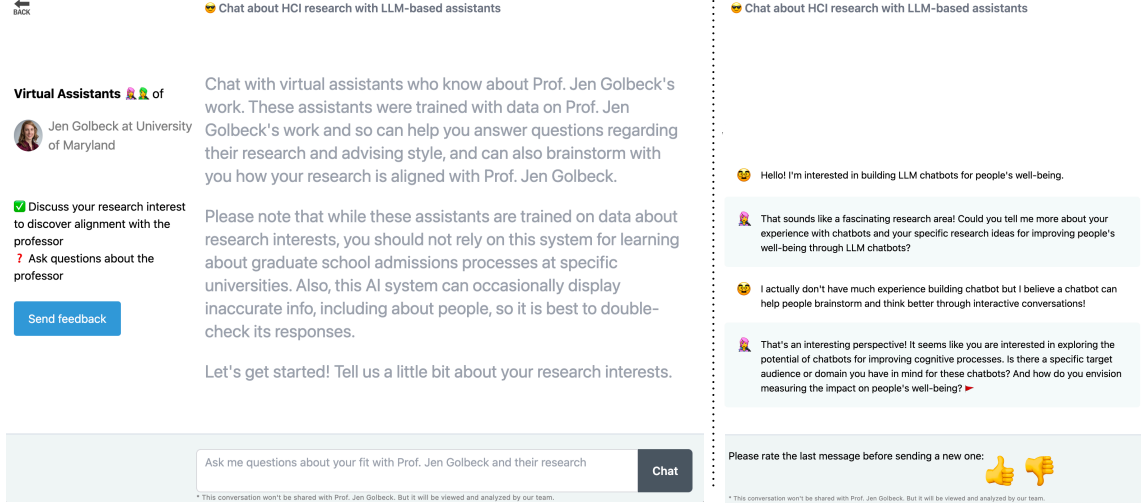 BACK
😎 Chat about HCI research with LLM-based assistants
Virtual Assistants 👩‍🎤👩‍🎤 of
Jen Golbeck at University
of Maryland
✅ Discuss your research interest
to discover alignment with the
professor
❓ Ask questions about the
professor
Send feedback
Chat with virtual assistants who know about Prof. Jen Golbeck's
work. These assistants were trained with data on Prof. Jen
Golbeck's work and so can help you answer questions regarding
their research and advising style, and can also brainstorm with
you how your research is aligned with Prof. Jen Golbeck.
Please note that while these assistants are trained on data about
research interests, you should not rely on this system for learning
about graduate school admissions processes at specific
universities. Also, this AI system can occasionally display
inaccurate info, including about people, so it is best to double-
check its responses.
Let's get started! Tell us a little bit about your research interests.
Ask me questions about your fit with Prof. Jen Golbeck and their research
Chat
* This conversation won't be shared with Prof. Jen Golbeck. But it will be viewed and analyzed by our team.
😎 Chat about HCI research with LLM-based assistants
Hello! I'm interested in building LLM chatbots for people's well-being.
That sounds like a fascinating research area! Could you tell me more about your
experience with chatbots and your specific research ideas for improving people's
well-being through LLM chatbots?
I actually don't have much experience building chatbot but I believe a chatbot can
help people brainstorm and think better through interactive conversations!
That's an interesting perspective! It seems like you are interested in exploring the
potential of chatbots for improving cognitive processes. Is there a specific target
audience or domain you have in mind for these chatbots? And how do you envision
measuring the impact on people's well-being?
Please rate the last message before sending a new one:
* This conversation won't be shared with Prof. Jen Golbeck. But it will be viewed and analyzed by our team.